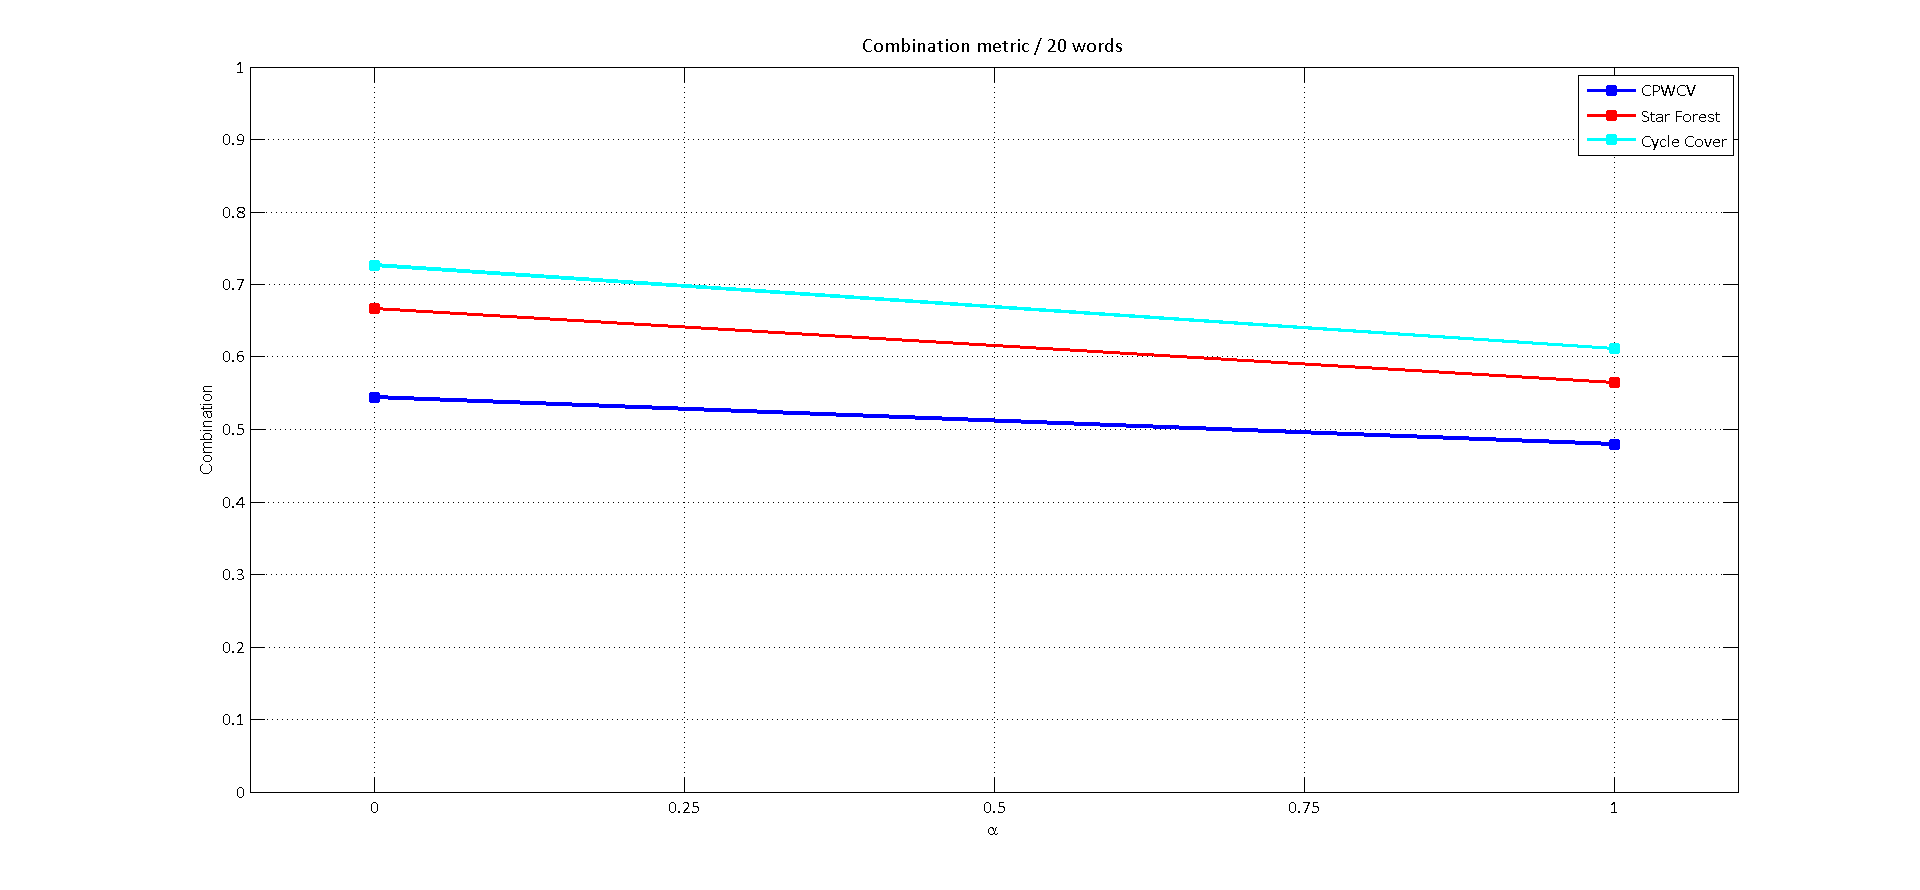 Combination metric / 20 words
1
0.9
0.8
0.7
0.6
0.5
0.4
0.3
0.2
0.1
0
Combination
CPWCV
Star Forest
Cycle Cover
0 0.25 0.5 0.75 1
α